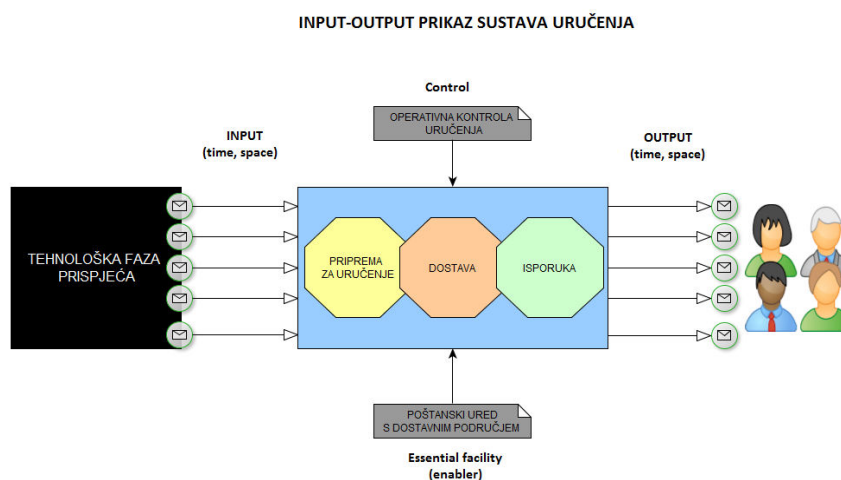 INPUT-OUTPUT PRIKAZ SUSTAVA URUČENJA
Control
OPERATIVNA KONTROLA
URUČENJA
INPUT
(time, space)
OUTPUT
(time, space)
TEHNOLOŠKA FAZA
PRISPJEĆA
PRIPREMA
ZA URUČENJE
DOSTAVA
ISPORUKA
POŠTANSKI URED
S DOSTAVNIM PODRUČJEM
Essential facility
(enabler)